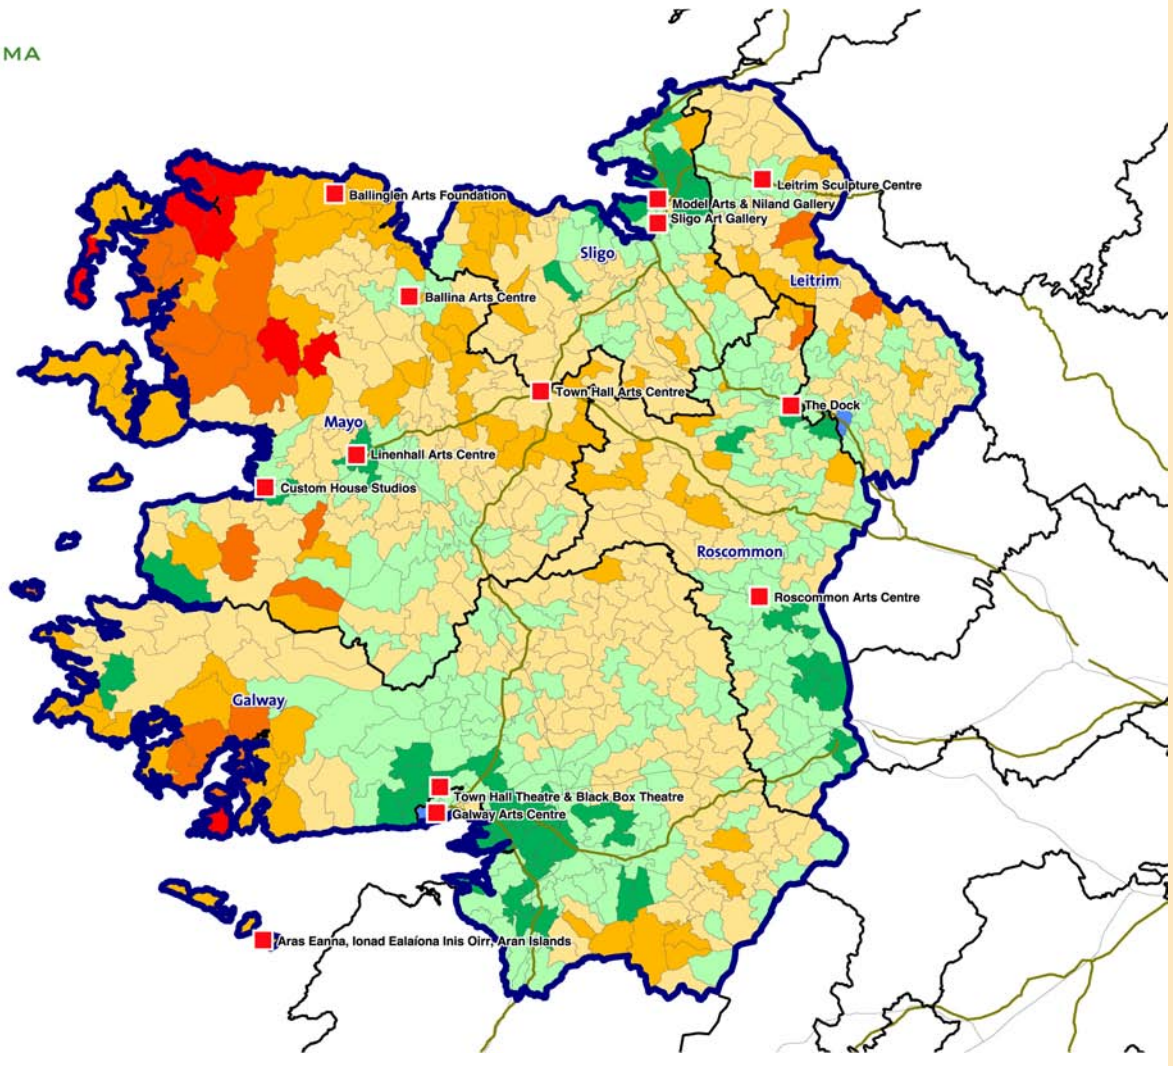 MA
Leitrim Sculpture Centre
Ballinglen Arts Foundation
Model Arts & Niland Gallery
Sligo Art Gallery
Sligo
Leitrim
Ballina Arts Centre
Town Hall Arts Centre
The Dock
Mayo
Linenhall Arts Centre
Custom House Studios
Roscommon
Roscommon Arts Centre
Galway
Town Hall Theatre & Black Box Theatre
Galway Arts Centre
Aras Eanna, Ionad Ealaíona Inis Oirr, Aran Islands